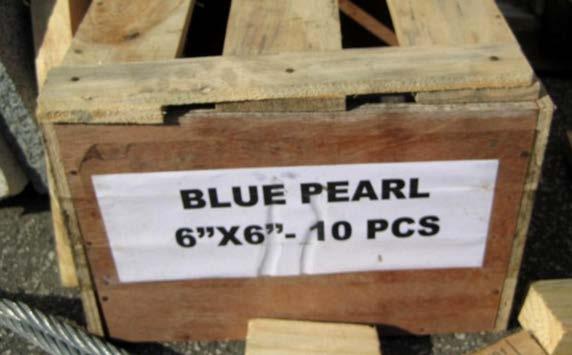 BLUE PEARL
6”X6”- 10 PCS